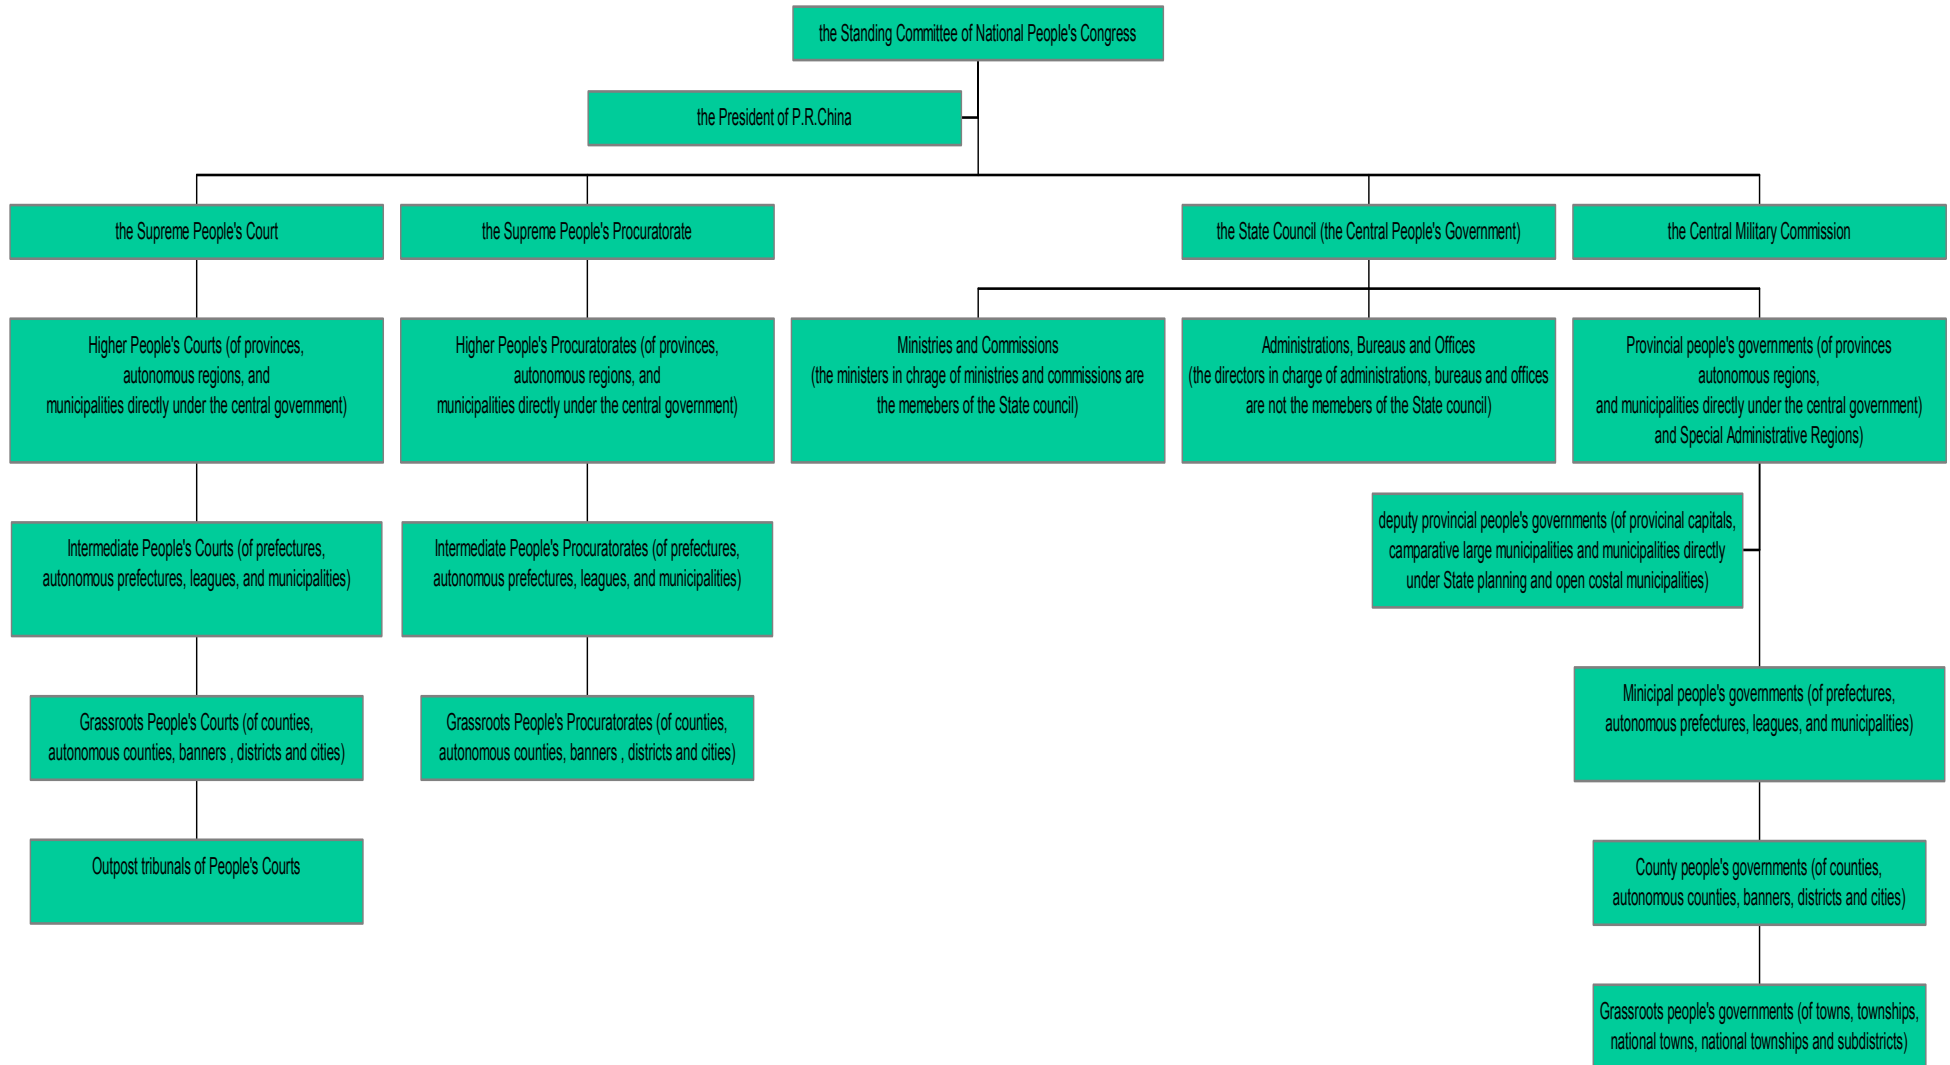 the Standing Committee of National People's Congress
the President of P.R.China
the Supreme People's Court
the Supreme People's Procuratorate
the State Council (the Central People's Government)
the Central Military Commission
Higher People's Courts (of provinces,
autonomous regions, and
municipalities directly under the central government)
Higher People's Procuratorates (of provinces,
autonomous regions, and
municipalities directly under the central government)
Ministries and Commissions
(the ministers in chrage of ministries and commissions are
the memebers of the State council)
Administrations, Bureaus and Offices
(the directors in charge of administrations, bureaus and offices
are not the memebers of the State council)
Provincial people's governments (of provinces
autonomous regions,
and municipalities directly under the central government)
and Special Administrative Regions)
deputy provincial people's governments (of provicinal capitals,
camparative large municipalities and municipalities directly
under State planning and open costal municipalities)
Intermediate People's Courts (of prefectures,
autonomous prefectures, leagues, and municipalities)
Intermediate People's Procuratorates (of prefectures,
autonomous prefectures, leagues, and municipalities)
Minicipal people's governments (of prefectures,
autonomous prefectures, leagues, and municipalities)
Grassroots People's Courts (of counties,
autonomous counties, banners , districts and cities)
Grassroots People's Procuratorates (of counties,
autonomous counties, banners , districts and cities)
Outpost tribunals of People's Courts
County people's governments (of counties,
autonomous counties, banners, districts and cities)
Grassroots people's governments (of towns, townships,
national towns, national townships and subdistricts)